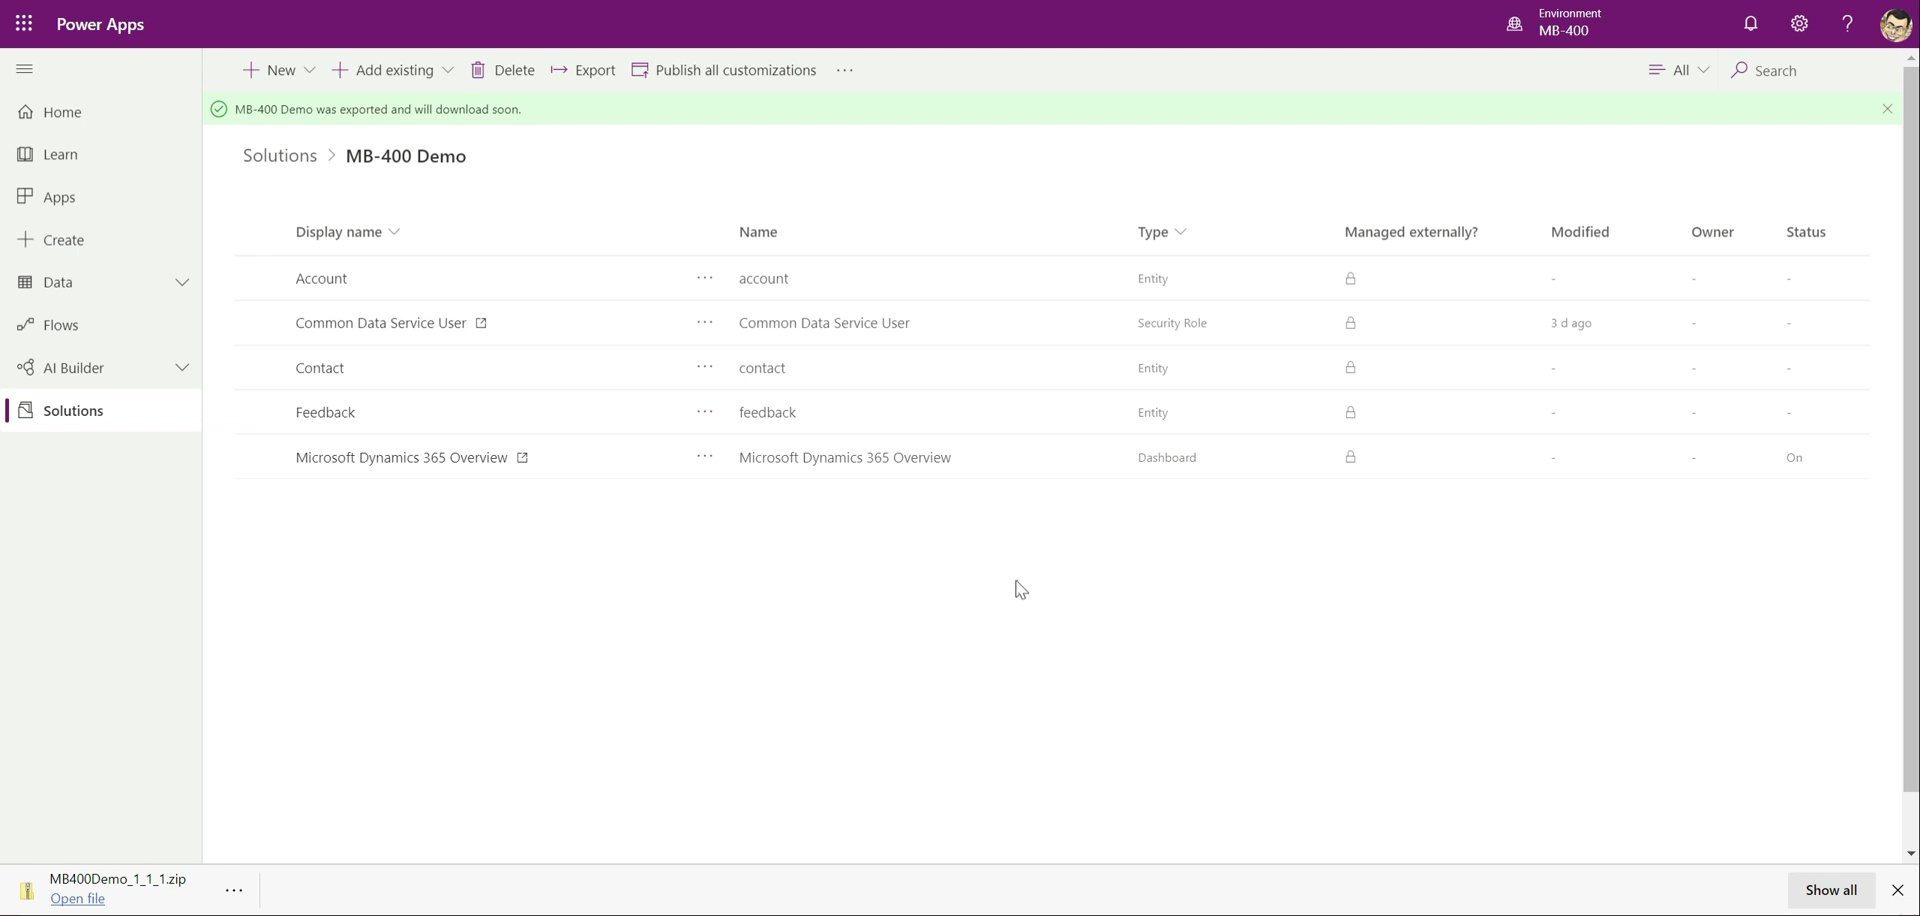 Power Apps
Environment
MB-400
New
Add existing
Delete
Export
Publish all customizations
All
Search
MB-400 Demo was exported and will download soon.
Home
Learn
Apps
Create
Data
Flows
AI Builder
Solutions
Solutions > MB-400 Demo
Display name Name Type Managed externally? Modified Owner Status
Account ··· account Entity - - -
Common Data Service User ··· Common Data Service User Security Role 3 d ago - -
Contact ··· contact Entity - - -
Feedback ··· feedback Entity - - -
Microsoft Dynamics 365 Overview ··· Microsoft Dynamics 365 Overview Dashboard - - On
MB400Demo_1_1_1.zip
Open file
Show all